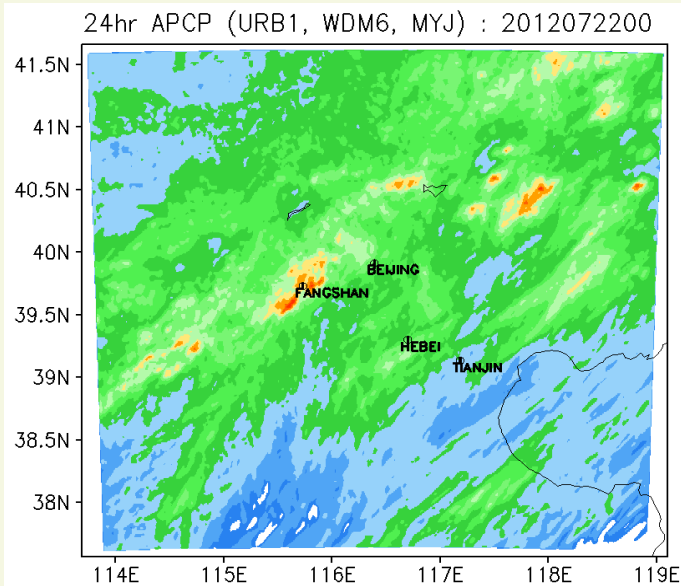 24hr APCP (URB1, WDM6, MYJ) : 2012072200
41.5N
41N
40.5N
40N
BEIJING
FANGSHAN
39.5N
HEBEI
TIANJIN
39N
38.5N
38N
114E 115E 116E 117E 118E 119E